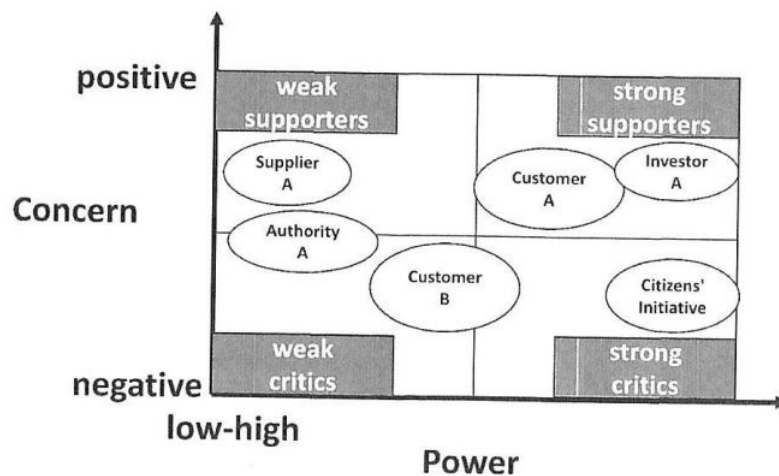 positive
weak
supporters
strong
supporters
Supplier
A
Customer
A
Investor
A
Concern
Authority
A
Customer
B
Citizens'
Initiative
weak
critics
strong
critics
negative
low-high
Power